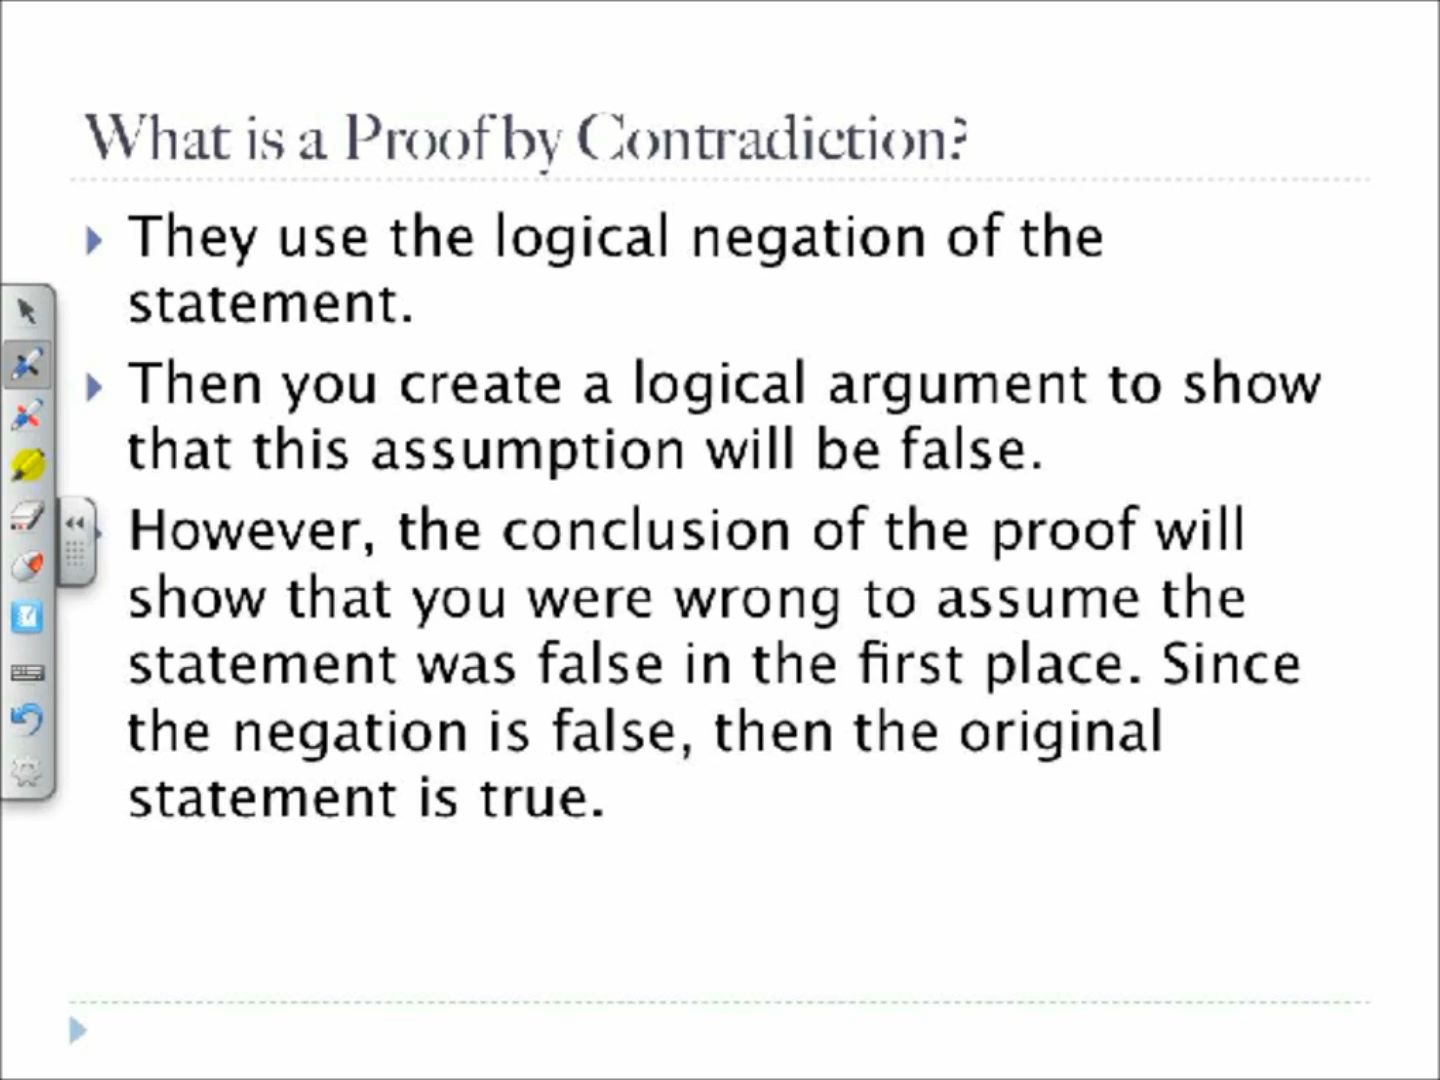 What is a Proof by Contradiction?
They use the logical negation of the
statement.
Then you create a logical argument to show
that this assumption will be false.
However, the conclusion of the proof will
show that you were wrong to assume the
statement was false in the first place. Since
the negation is false, then the original
statement is true.